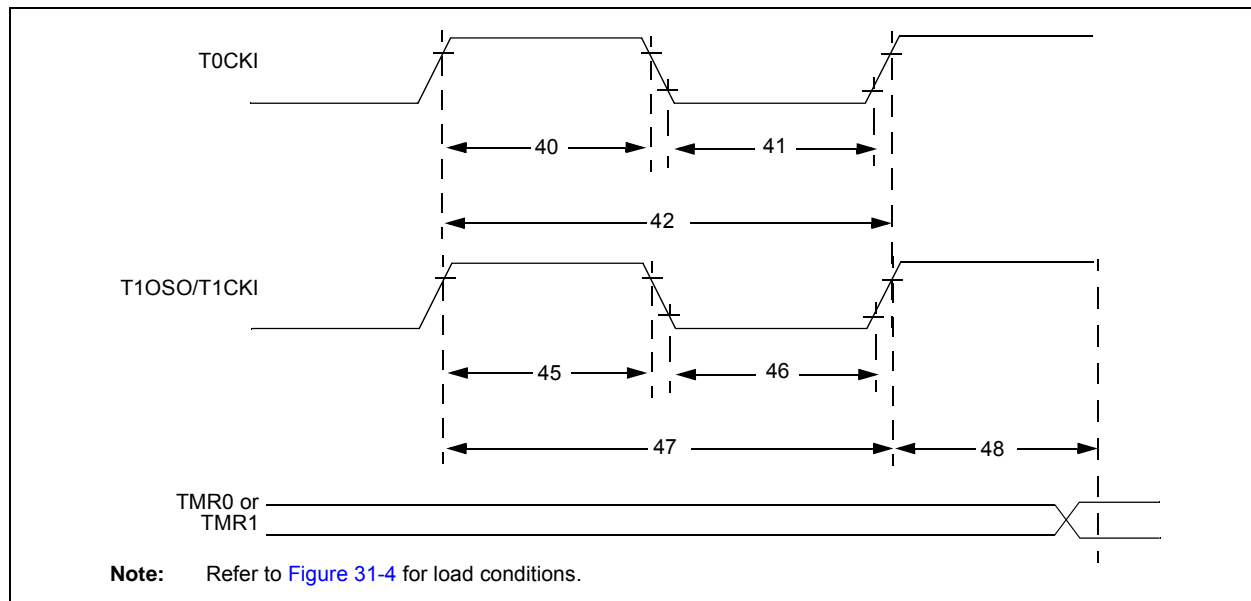 T0CKI
40
41
42
T1OSO/T1CKI
45
46
47
48
TMR0 or
TMR1
Note: Refer to Figure 31-4 for load conditions.